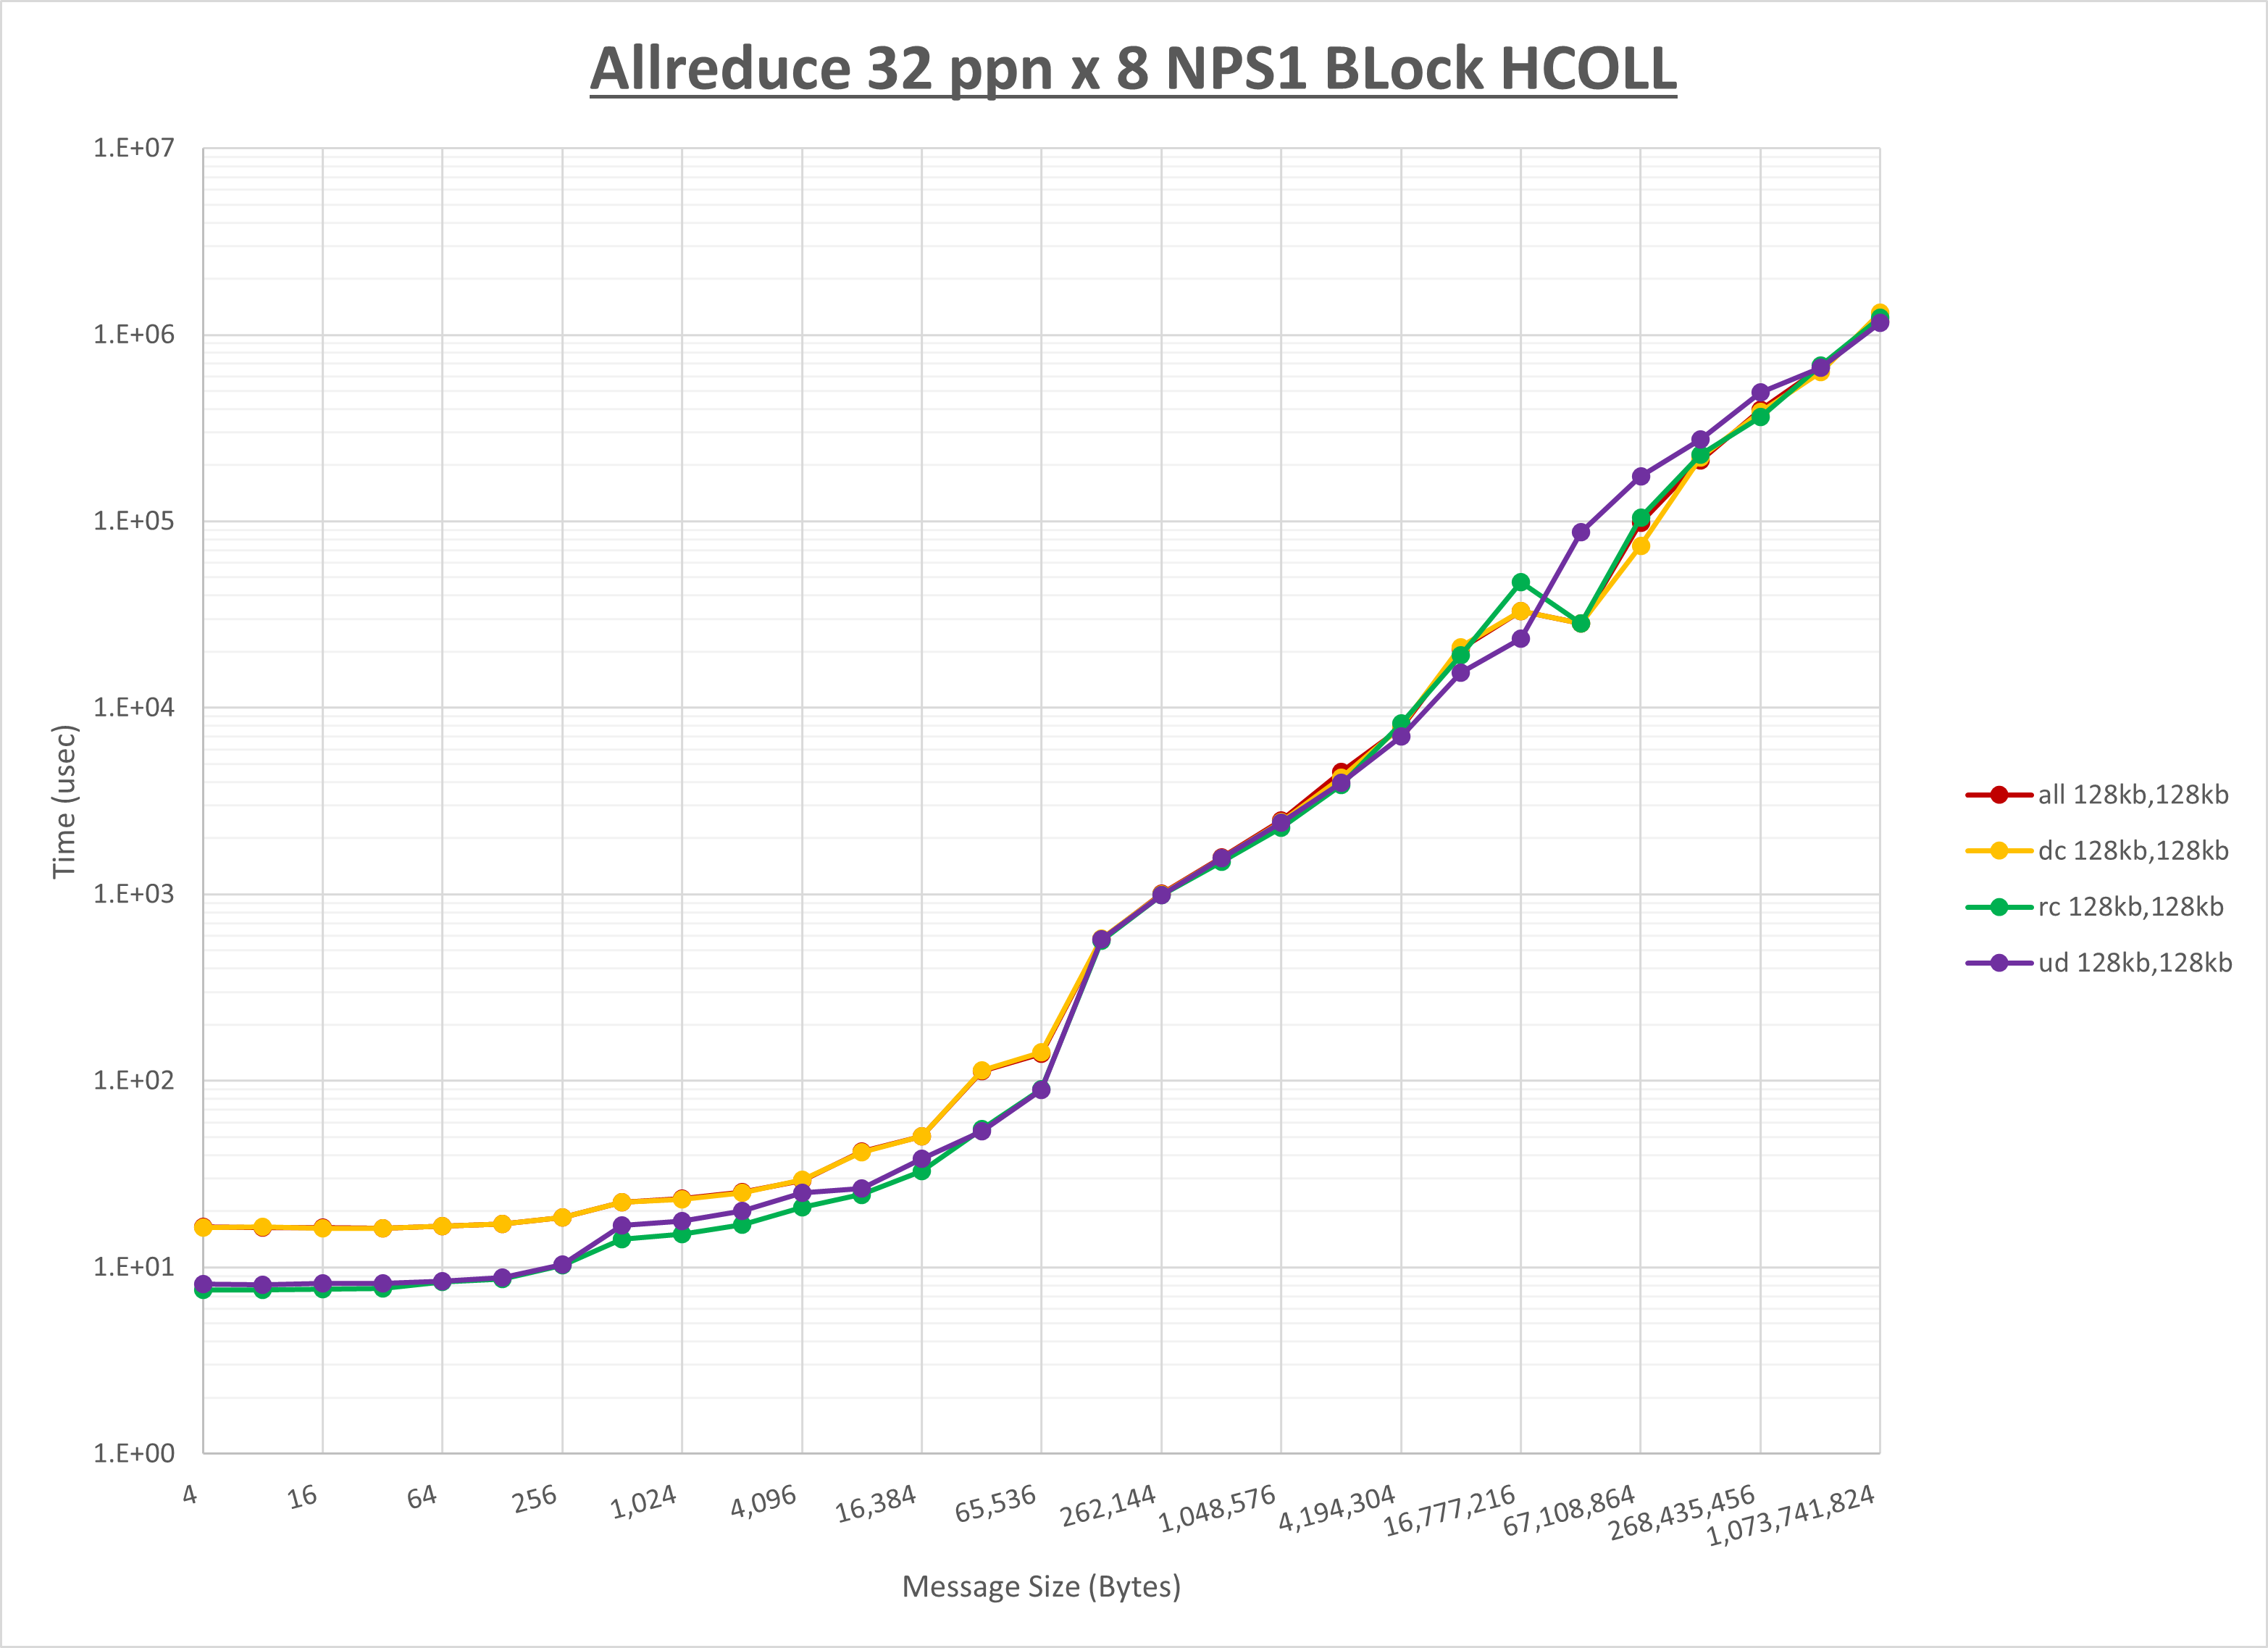 Allreduce 32 ppn x 8 NPS1 BLock HCOLL
1.E+07
1.E+06
1.E+05
1.E+04
1.E+03
1.E+02
1.E+01
1.E+00
Time (usec)
4
16
64
256
1,024
4,096
16,384
65,536
262,144
1,048,576
4,194,304
16,777,216
67,108,864
268,435,456
1,073,741,824
Message Size (Bytes)
all 128kb,128kb
dc 128kb,128kb
rc 128kb,128kb
ud 128kb,128kb